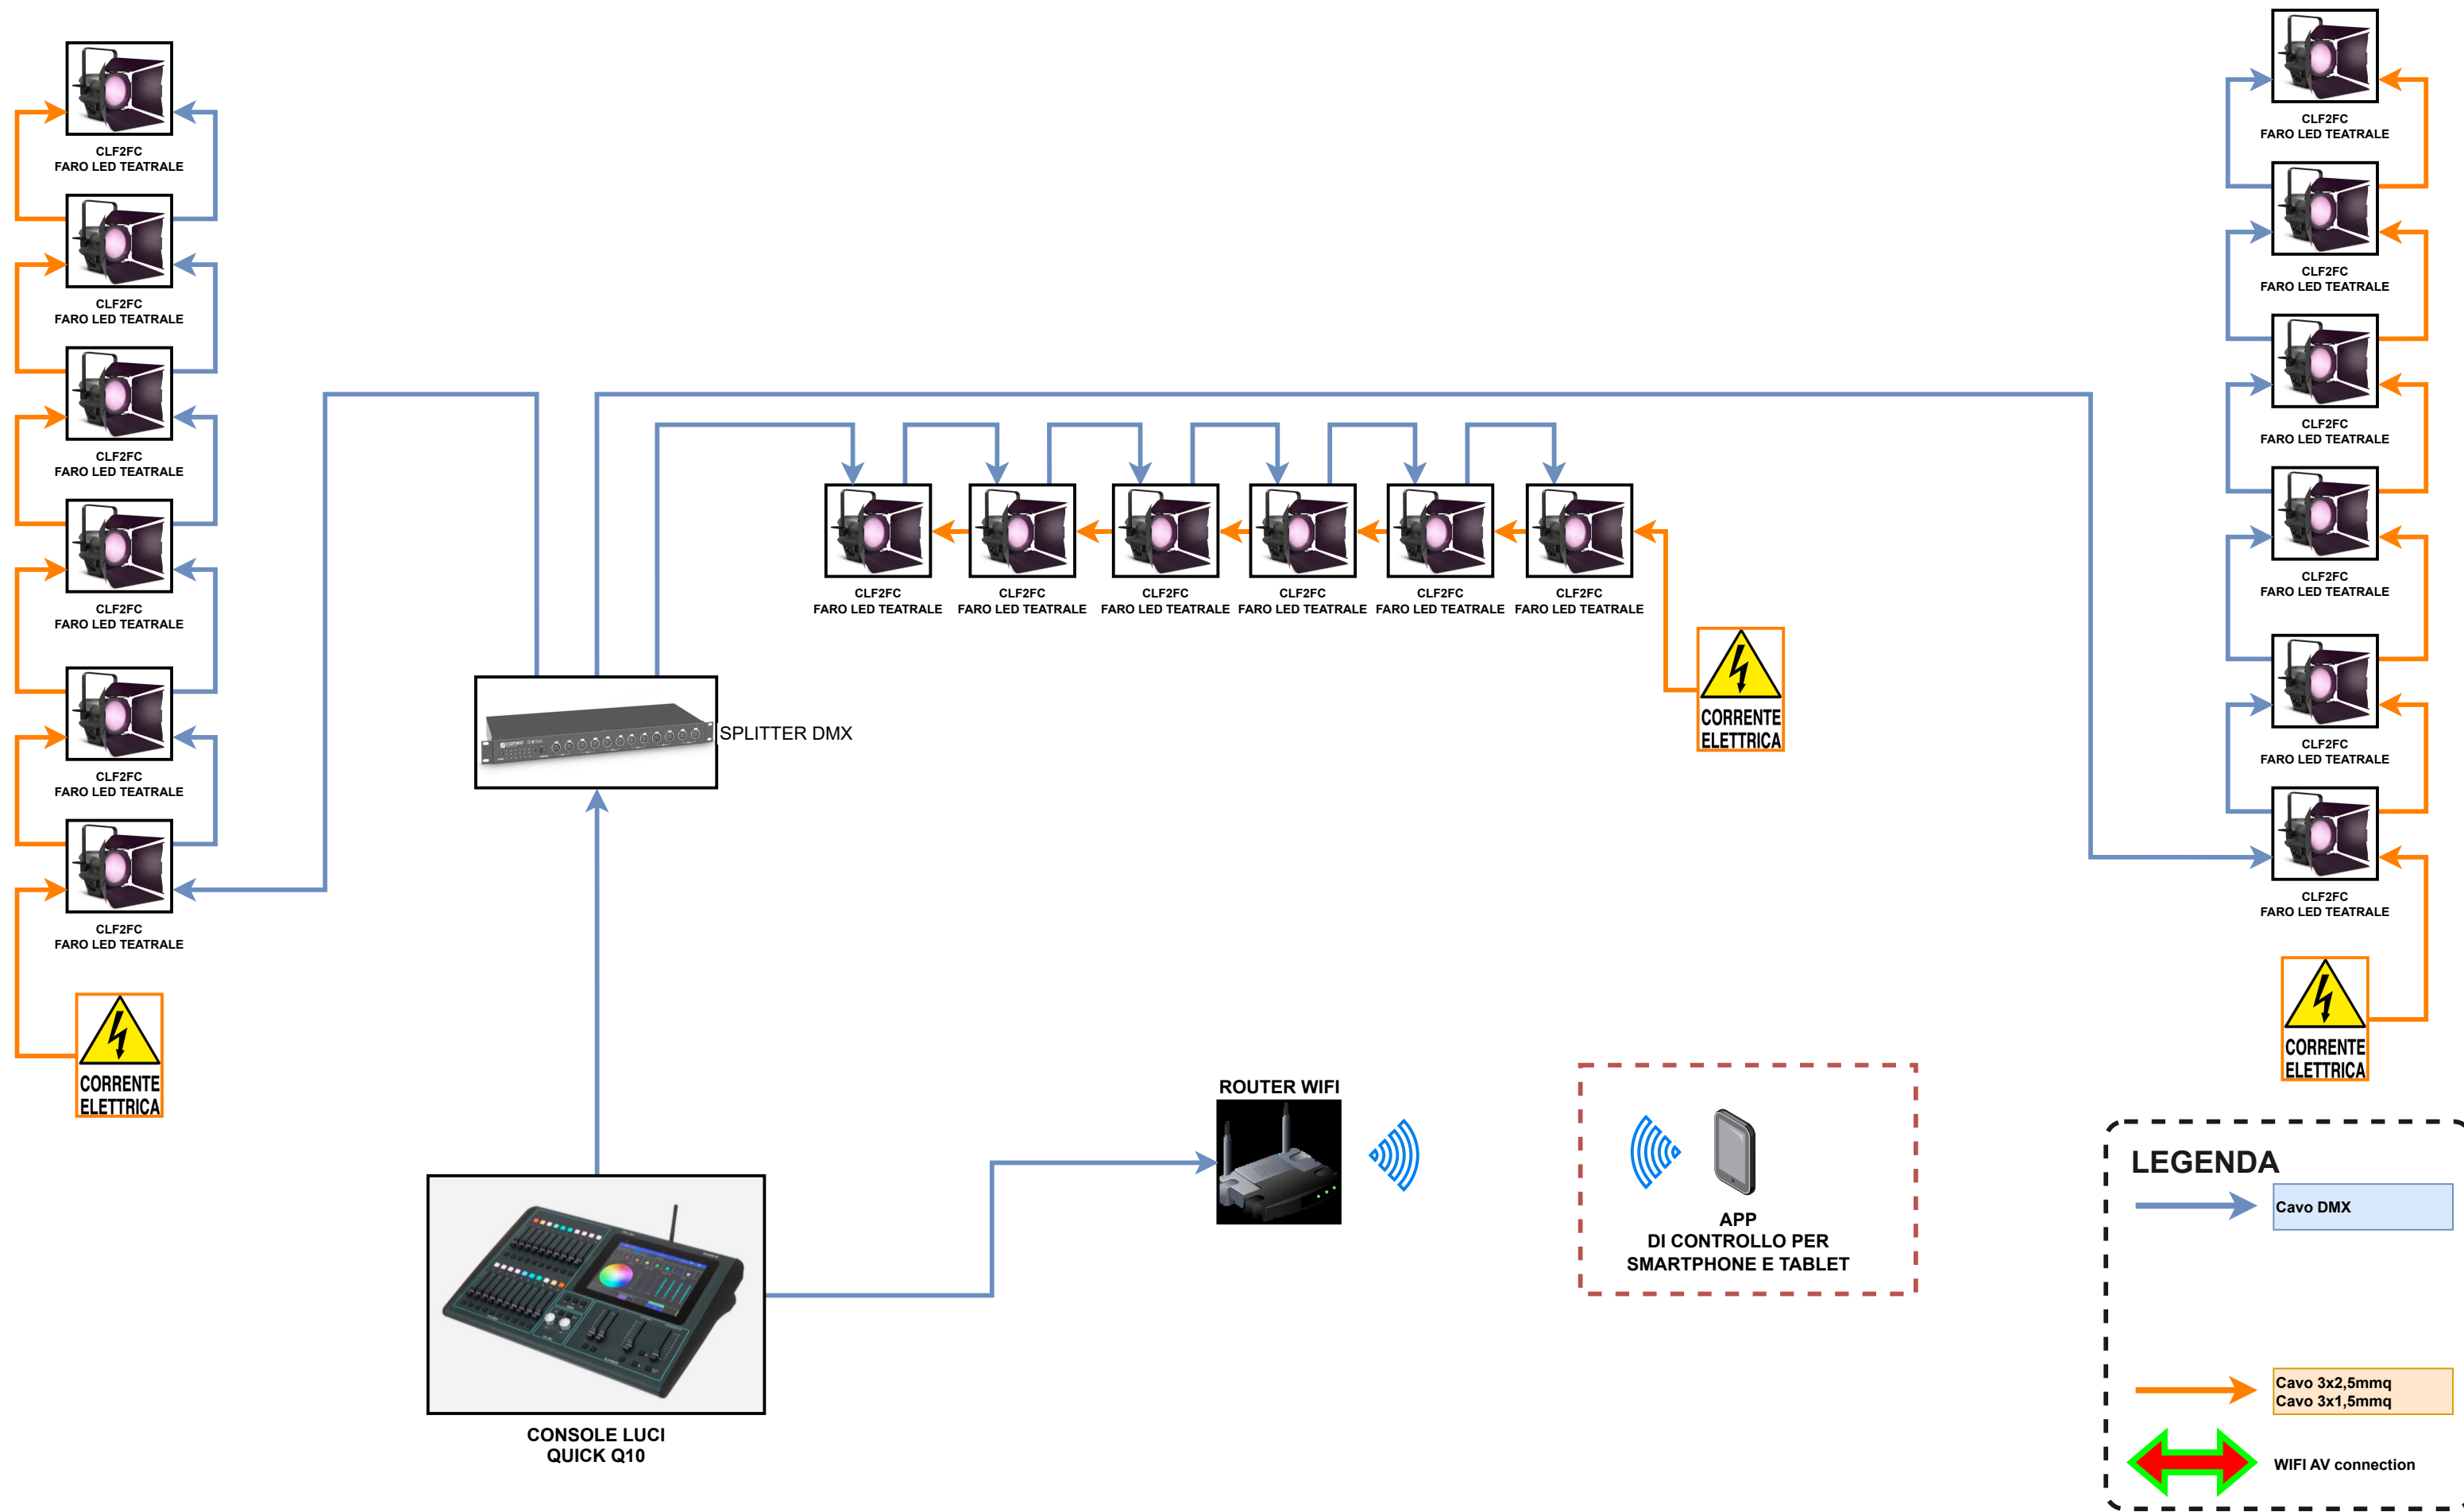 CLF2FC
FARO LED TEATRALE
CLF2FC
FARO LED TEATRALE
CLF2FC
FARO LED TEATRALE
CLF2FC
FARO LED TEATRALE
CLF2FC
FARO LED TEATRALE
CLF2FC
FARO LED TEATRALE
CORRENTE
ELETTRICA
CLF2FC
FARO LED TEATRALE
CLF2FC
FARO LED TEATRALE
CLF2FC
FARO LED TEATRALE
CLF2FC
FARO LED TEATRALE
CLF2FC
FARO LED TEATRALE
CLF2FC
FARO LED TEATRALE
CORRENTE
ELETTRICA
cameo
SPLITTER DMX
CLF2FC
FARO LED TEATRALE
CLF2FC
FARO LED TEATRALE
CLF2FC
FARO LED TEATRALE
CLF2FC
FARO LED TEATRALE
CLF2FC
FARO LED TEATRALE
CLF2FC
FARO LED TEATRALE
CORRENTE
ELETTRICA
ROUTER WIFI
APP
DI CONTROLLO PER
SMARTPHONE E TABLET
CONSOLE LUCI
QUICK Q10
LEGENDA
Cavo DMX
Cavo 3x2,5mmq
Cavo 3x1,5mmq
WIFI AV connection